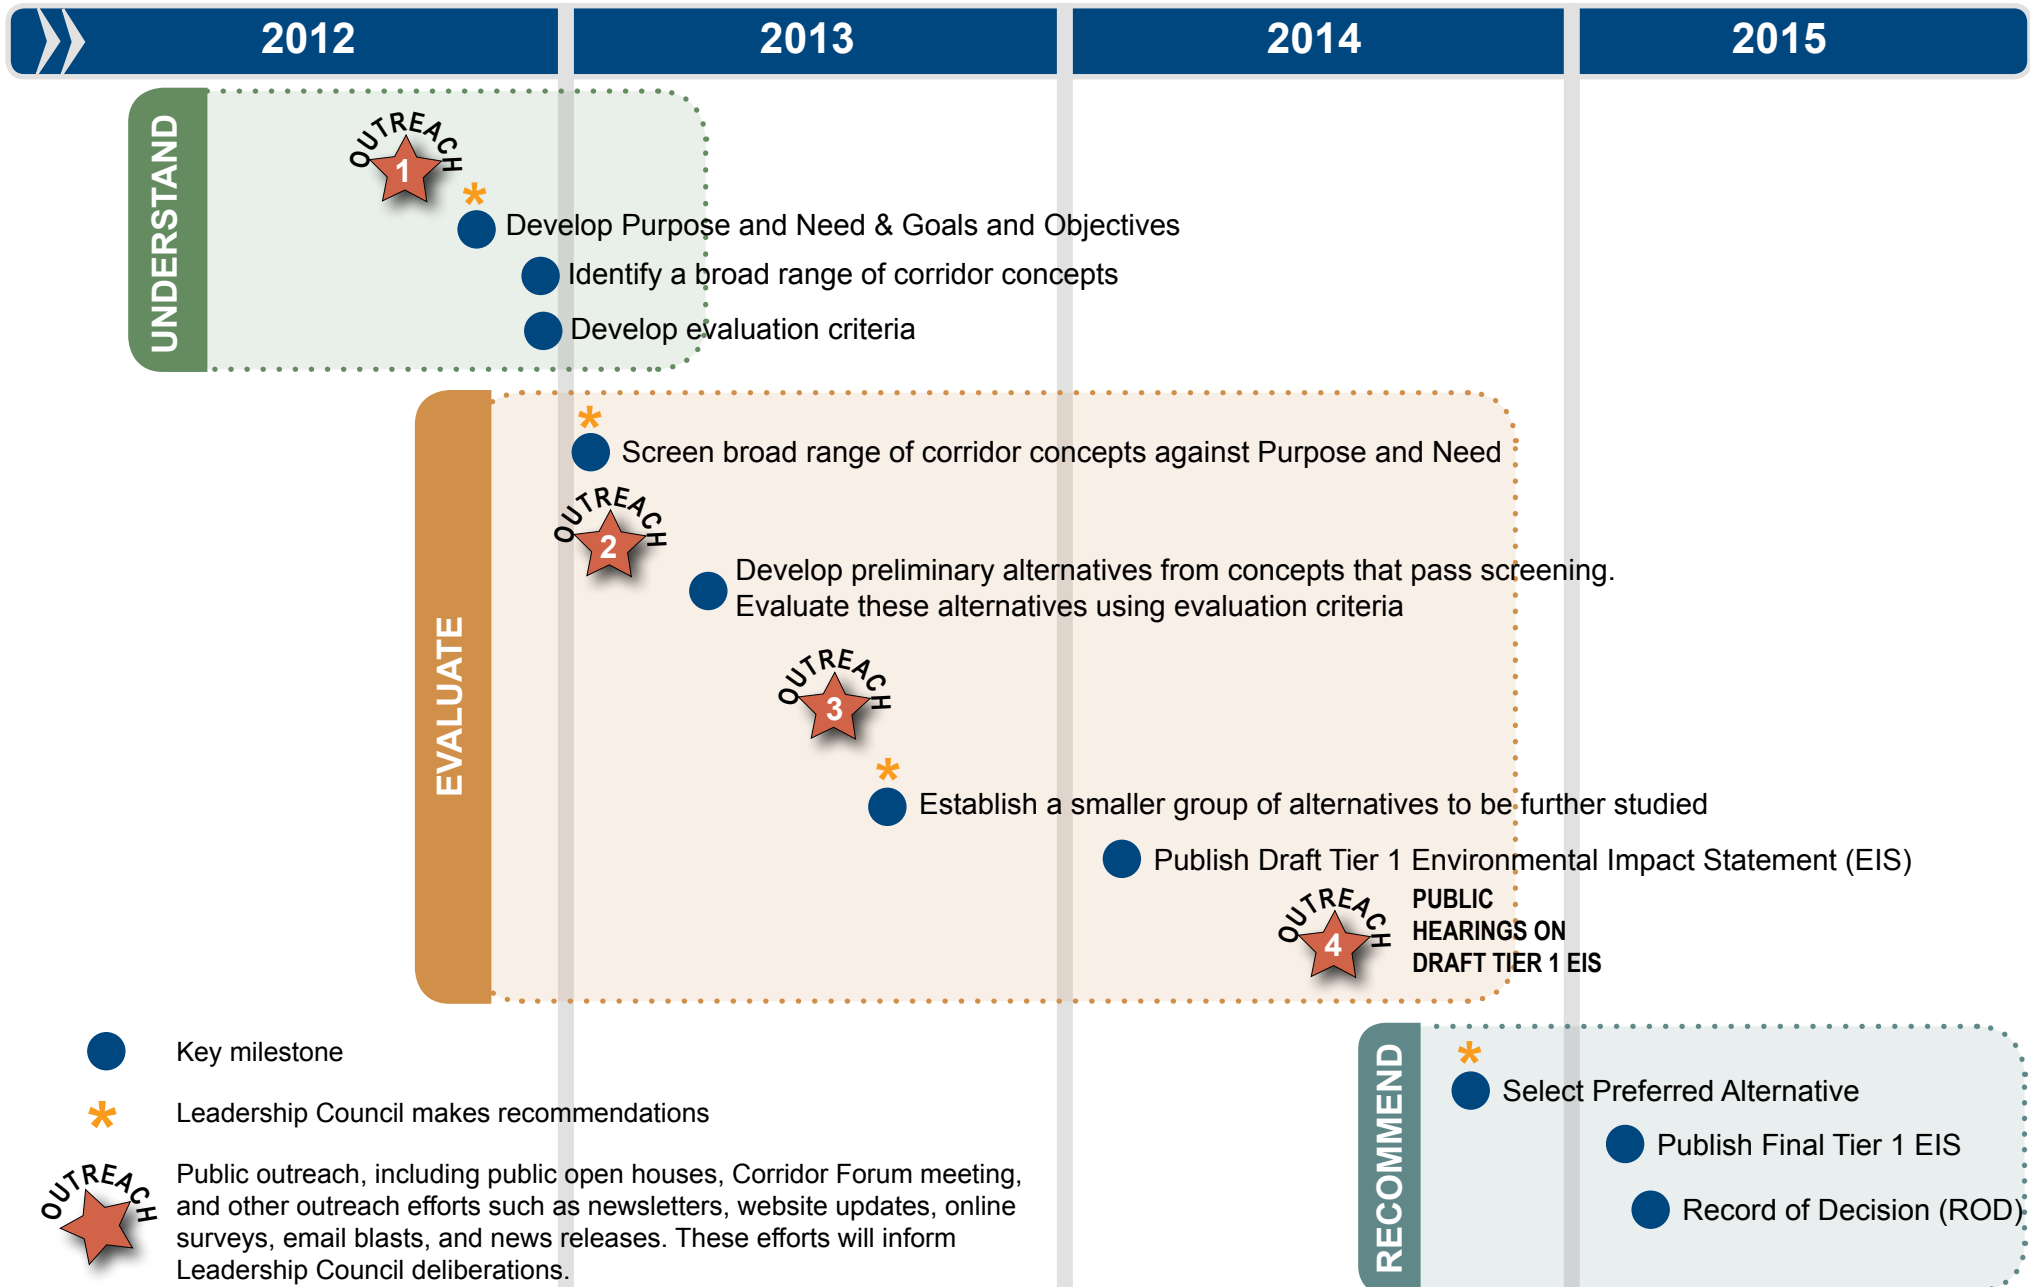 2012
2013
2014
2015
UNDERSTAND
OUTREACH
1
*
Develop Purpose and Need & Goals and Objectives
Identify a broad range of corridor concepts
Develop evaluation criteria
EVALUATE
*
Screen broad range of corridor concepts against Purpose and Need
OUTREACH
2
Develop preliminary alternatives from concepts that pass screening.
Evaluate these alternatives using evaluation criteria
OUTREACH
3
*
Establish a smaller group of alternatives to be further studied
Publish Draft Tier 1 Environmental Impact Statement (EIS)
OUTREACH
4
PUBLIC
HEARINGS ON
DRAFT TIER 1 EIS
RECOMMEND
*
Select Preferred Alternative
Publish Final Tier 1 EIS
Record of Decision (ROD)
Key milestone
*
Leadership Council makes recommendations
OUTREACH
Public outreach, including public open houses, Corridor Forum meeting,
and other outreach efforts such as newsletters, website updates, online
surveys, email blasts, and news releases. These efforts will inform
Leadership Council deliberations.